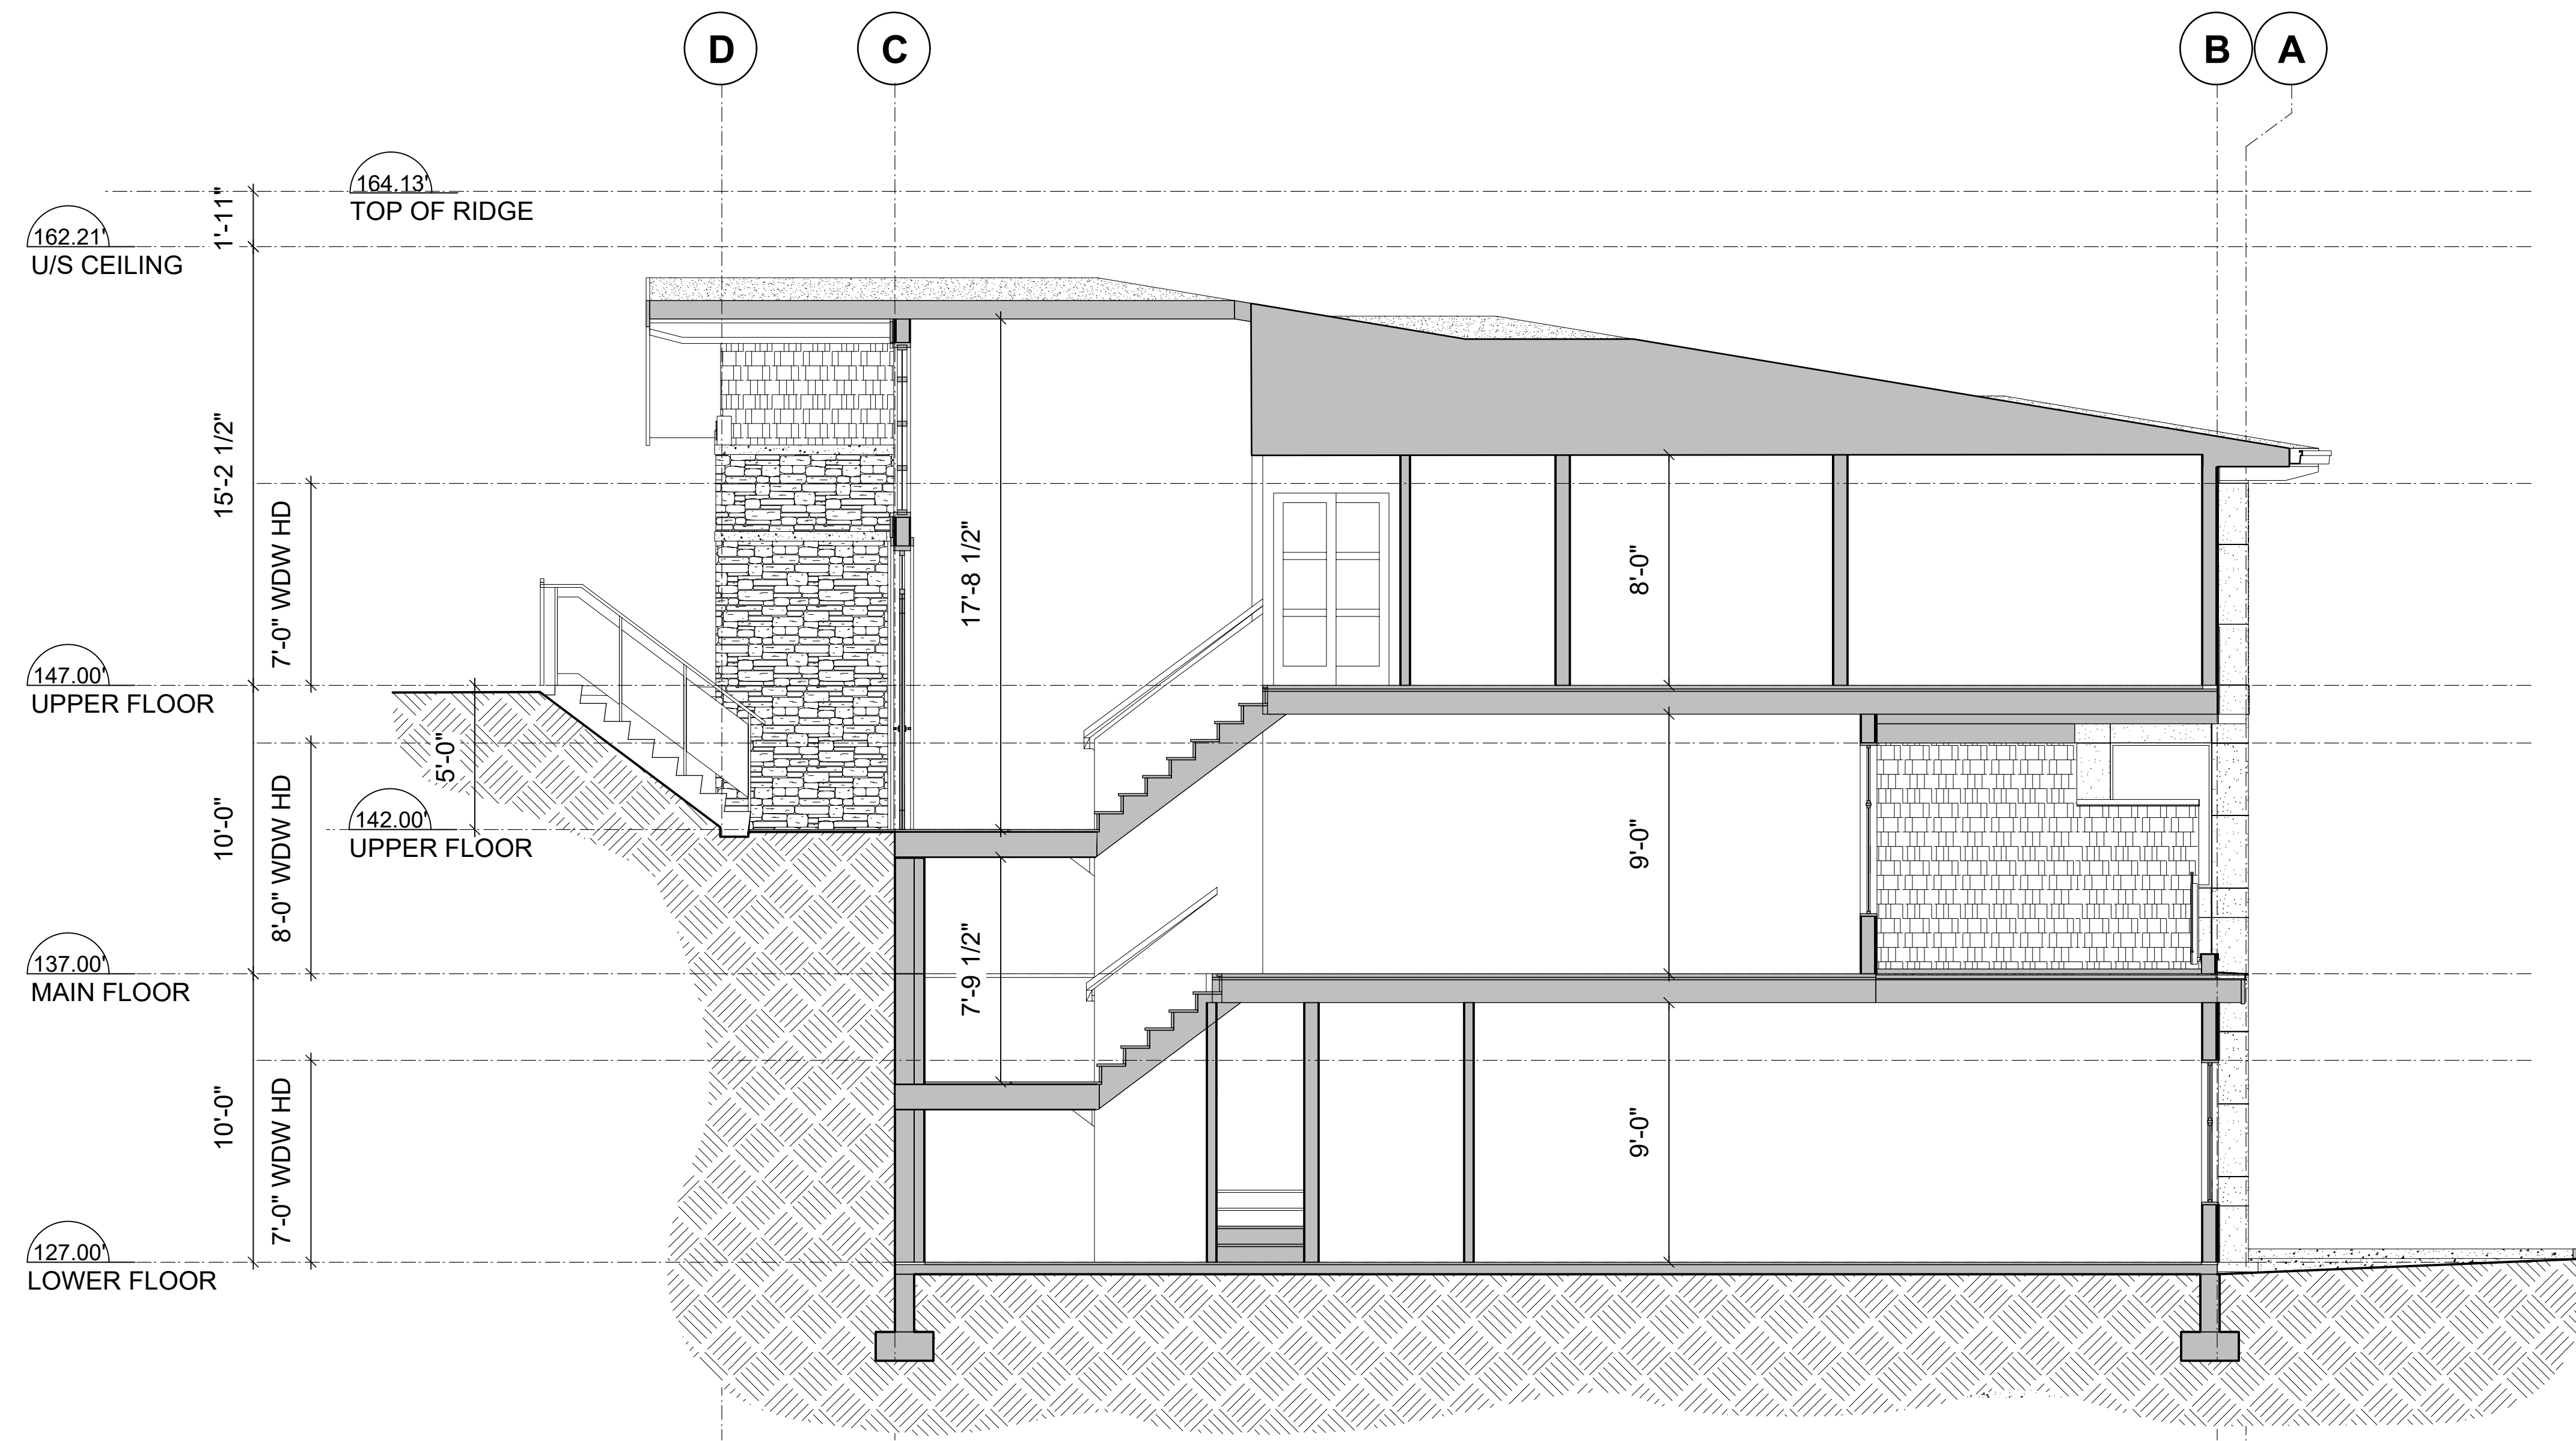 D
C
B
A
164.13'
TOP OF RIDGE
1'-11"
162.21'
U/S CEILING
15'-2 1/2"
7'-0" WDW HD
17'-8 1/2"
8'-0"
147.00'
UPPER FLOOR
5'-0"
142.00'
UPPER FLOOR
10'-0"
8'-0" WDW HD
9'-0"
7'-9 1/2"
137.00'
MAIN FLOOR
10'-0"
7'-0" WDW HD
9'-0"
127.00'
LOWER FLOOR